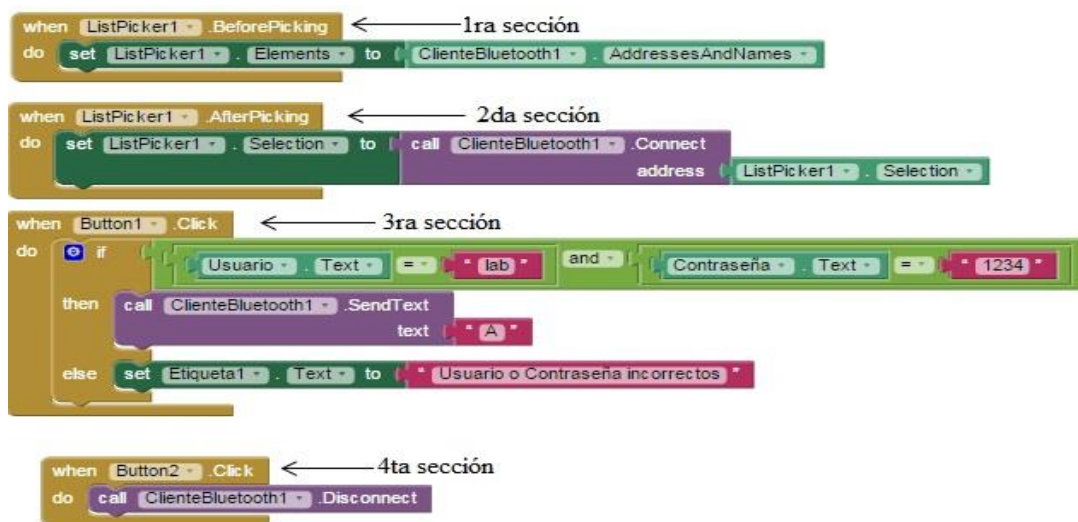 when ListPicker1 .BeforePicking 1ra sección
do set ListPicker1 . Elements to ClienteBluetooth1 . AddressesAndNames
when ListPicker1 .AfterPicking 2da sección
do set ListPicker1 . Selection to call ClienteBluetooth1 .Connect
address ListPicker1 . Selection
when Button1 .Click 3ra sección
do if Usuario . Text = " lab " and Contraseña . Text = " 1234 "
then call ClienteBluetooth1 .SendText
text " A "
else set Etiqueta1 . Text to " Usuario o Contraseña incorrectos "
when Button2 .Click 4ta sección
do call ClienteBluetooth1 .Disconnect